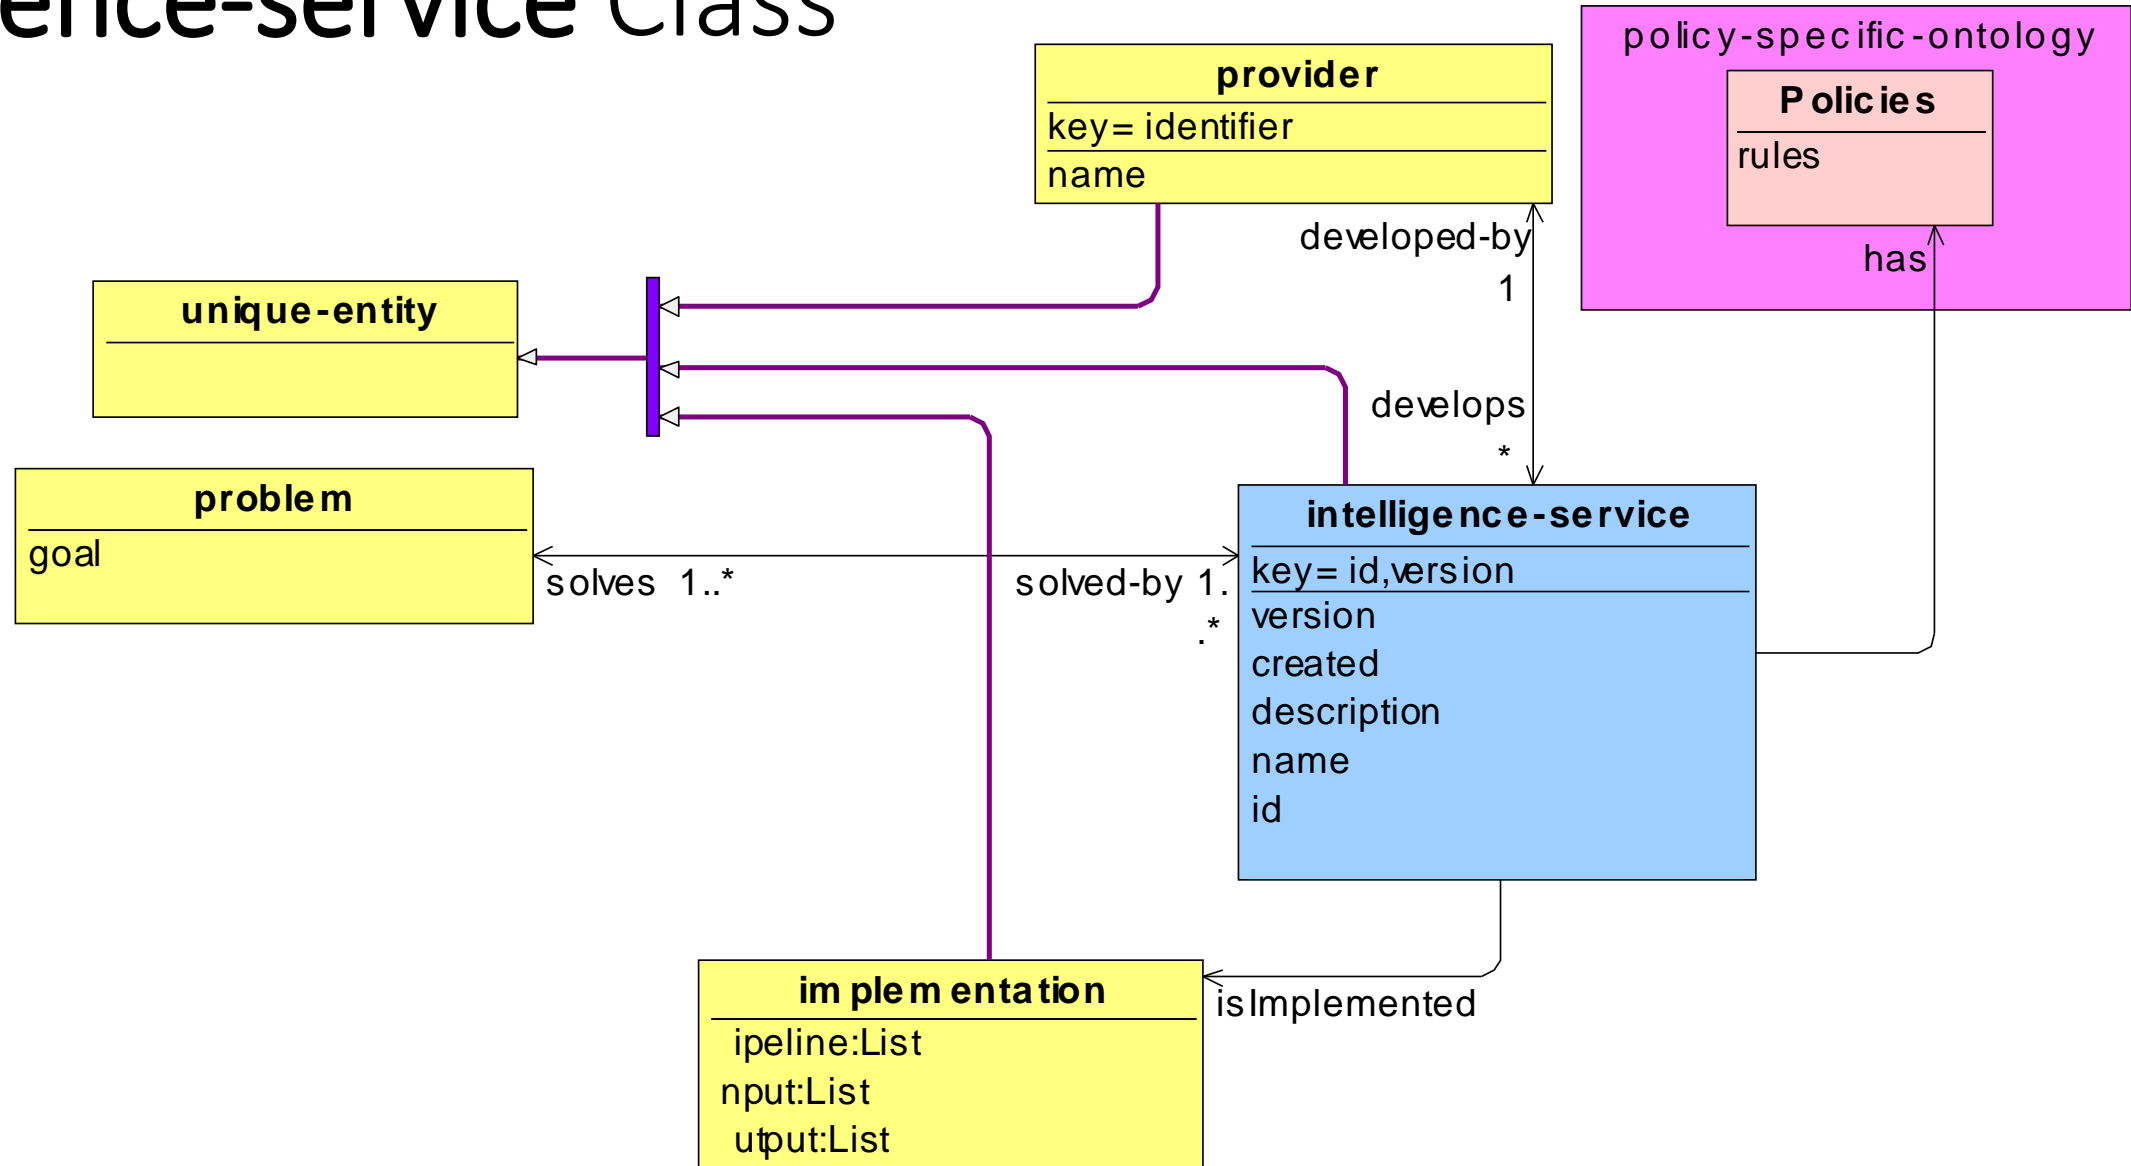 ence-service Class
policy-specific-ontology
provider
key= identifier
name
Policies
rules
developed-by
1
has
unique-entity
develops
*
problem
goal
intelligence-service
key= id,version
version
created
description
name
id
solves 1..*
solved-by 1.
.*
implementation
ipeline:List
nput:List
utput:List
isImplemented